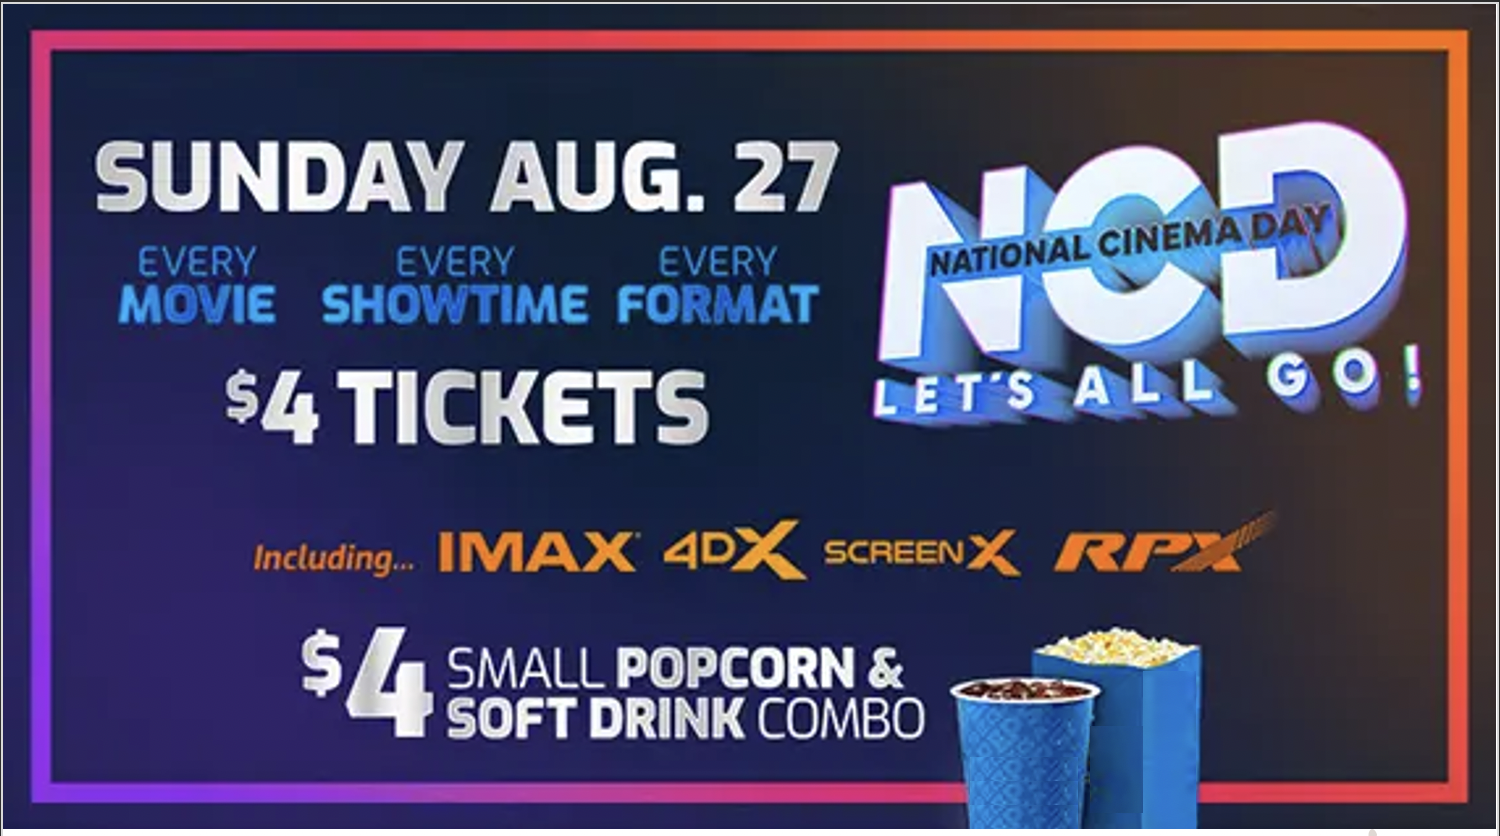 SUNDAY AUG. 27
EVERY MOVIE
EVERY SHOWTIME
EVERY FORMAT
$4 TICKETS
NCD
NATIONAL CINEMA DAY
LET'S ALL GO!
Including... IMAX 4DX SCREENX RPX
$4 SMALL POPCORN &
SOFT DRINK COMBO